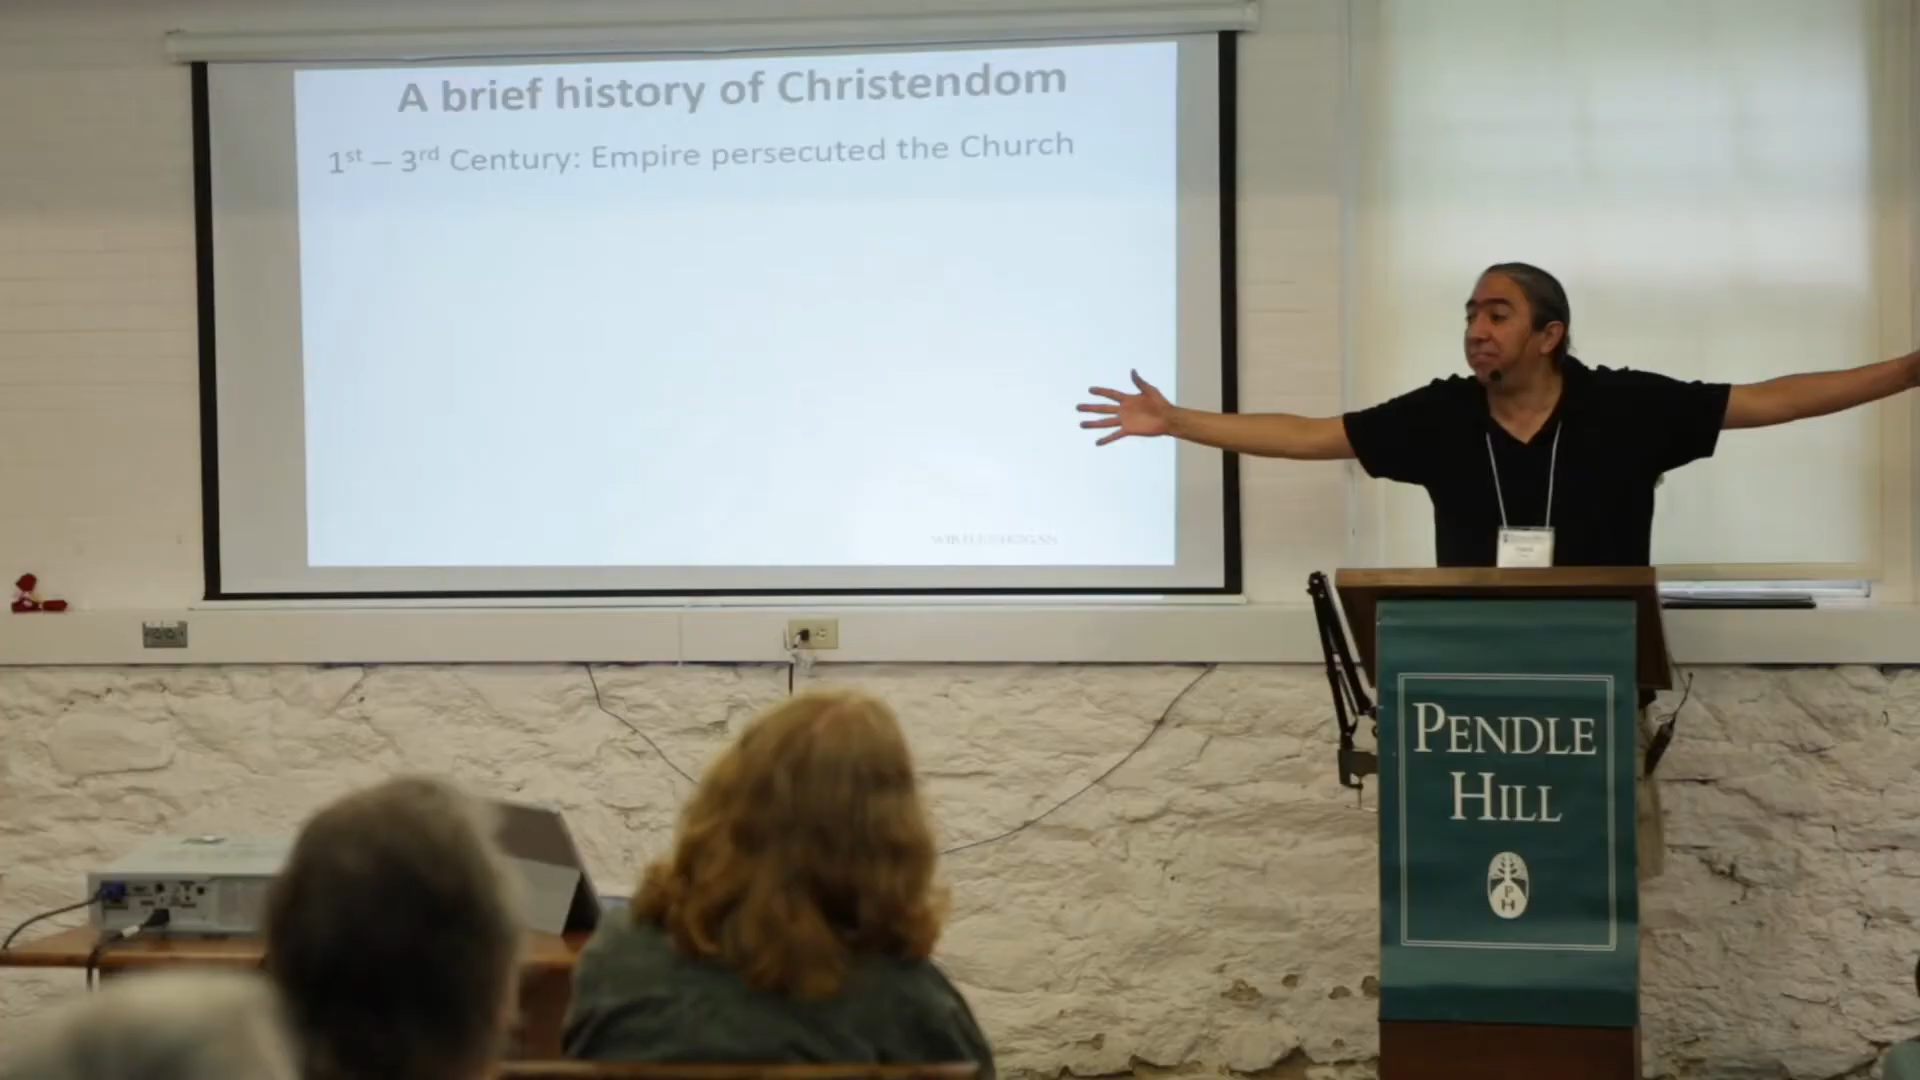 A brief history of Christendom
1st – 3rd Century: Empire persecuted the Church
PENDLE
HILL
P
H